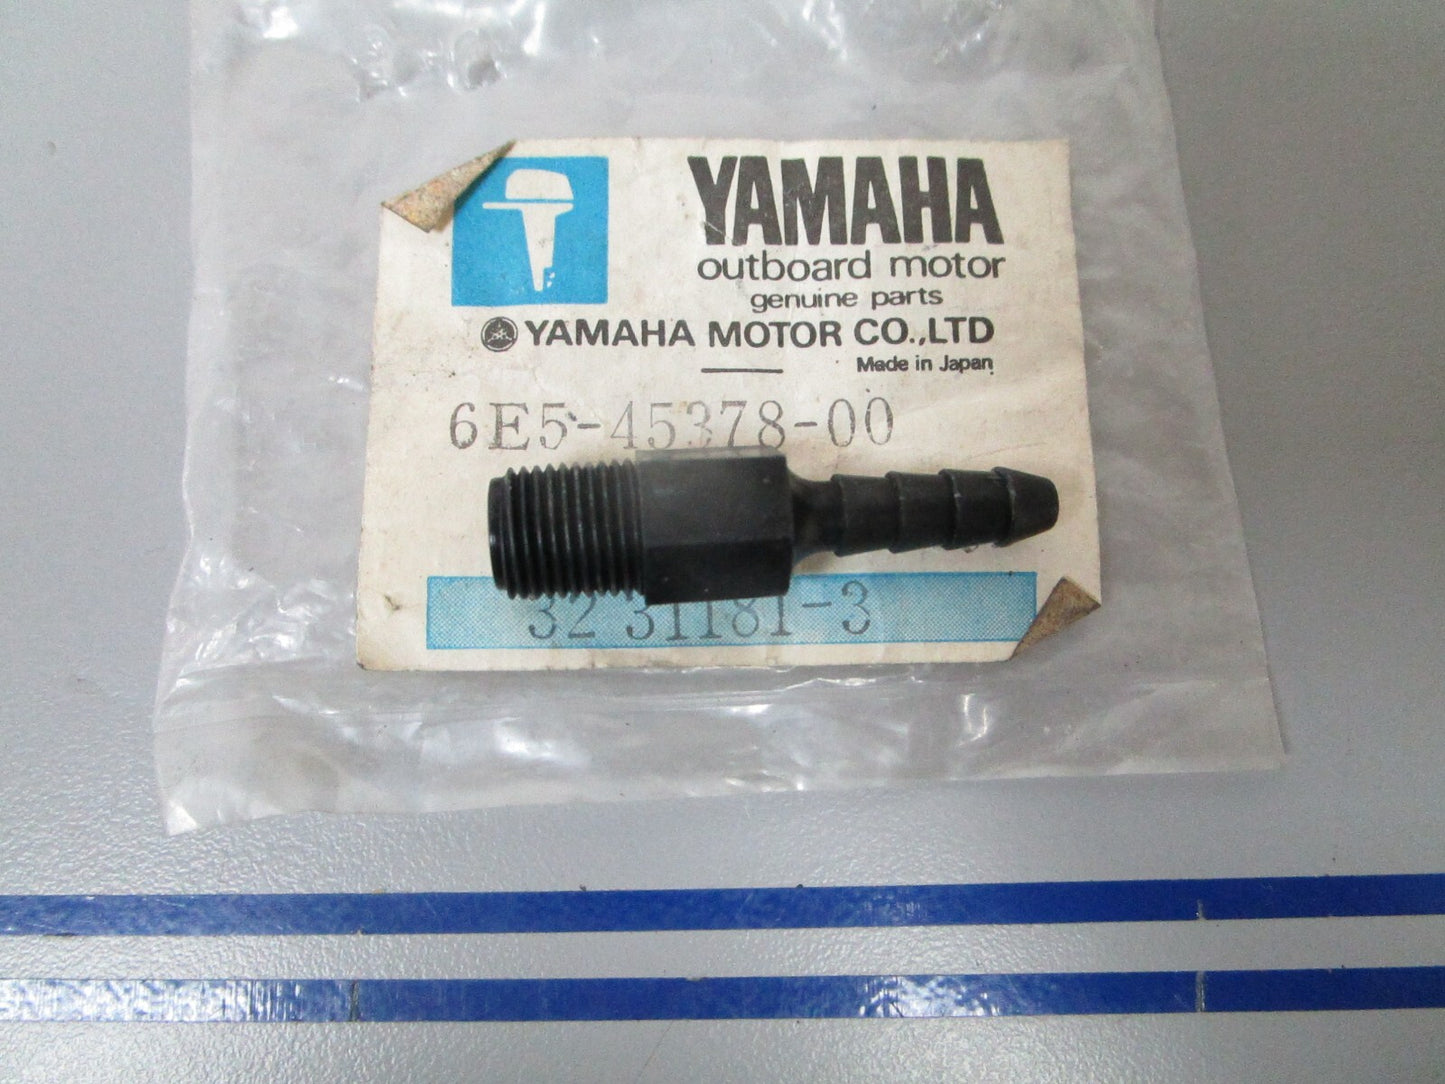 YAMAHA
outboard motor
genuine parts
YAMAHA MOTOR CO.,LTD
Made in Japan
6E5-45378-00
32 31181-3